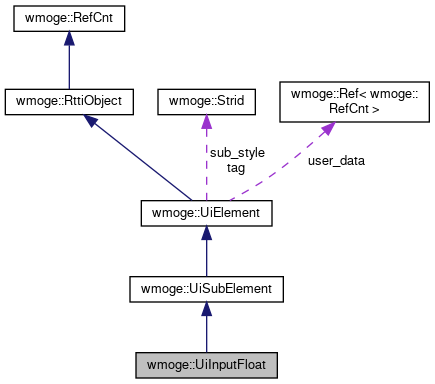 wmoge::RefCnt
wmoge::RttiObject
wmoge::Strid
wmoge::Ref< wmoge::
RefCnt >
sub_style
tag
user_data
wmoge::UiElement
wmoge::UiSubElement
wmoge::UiInputFloat